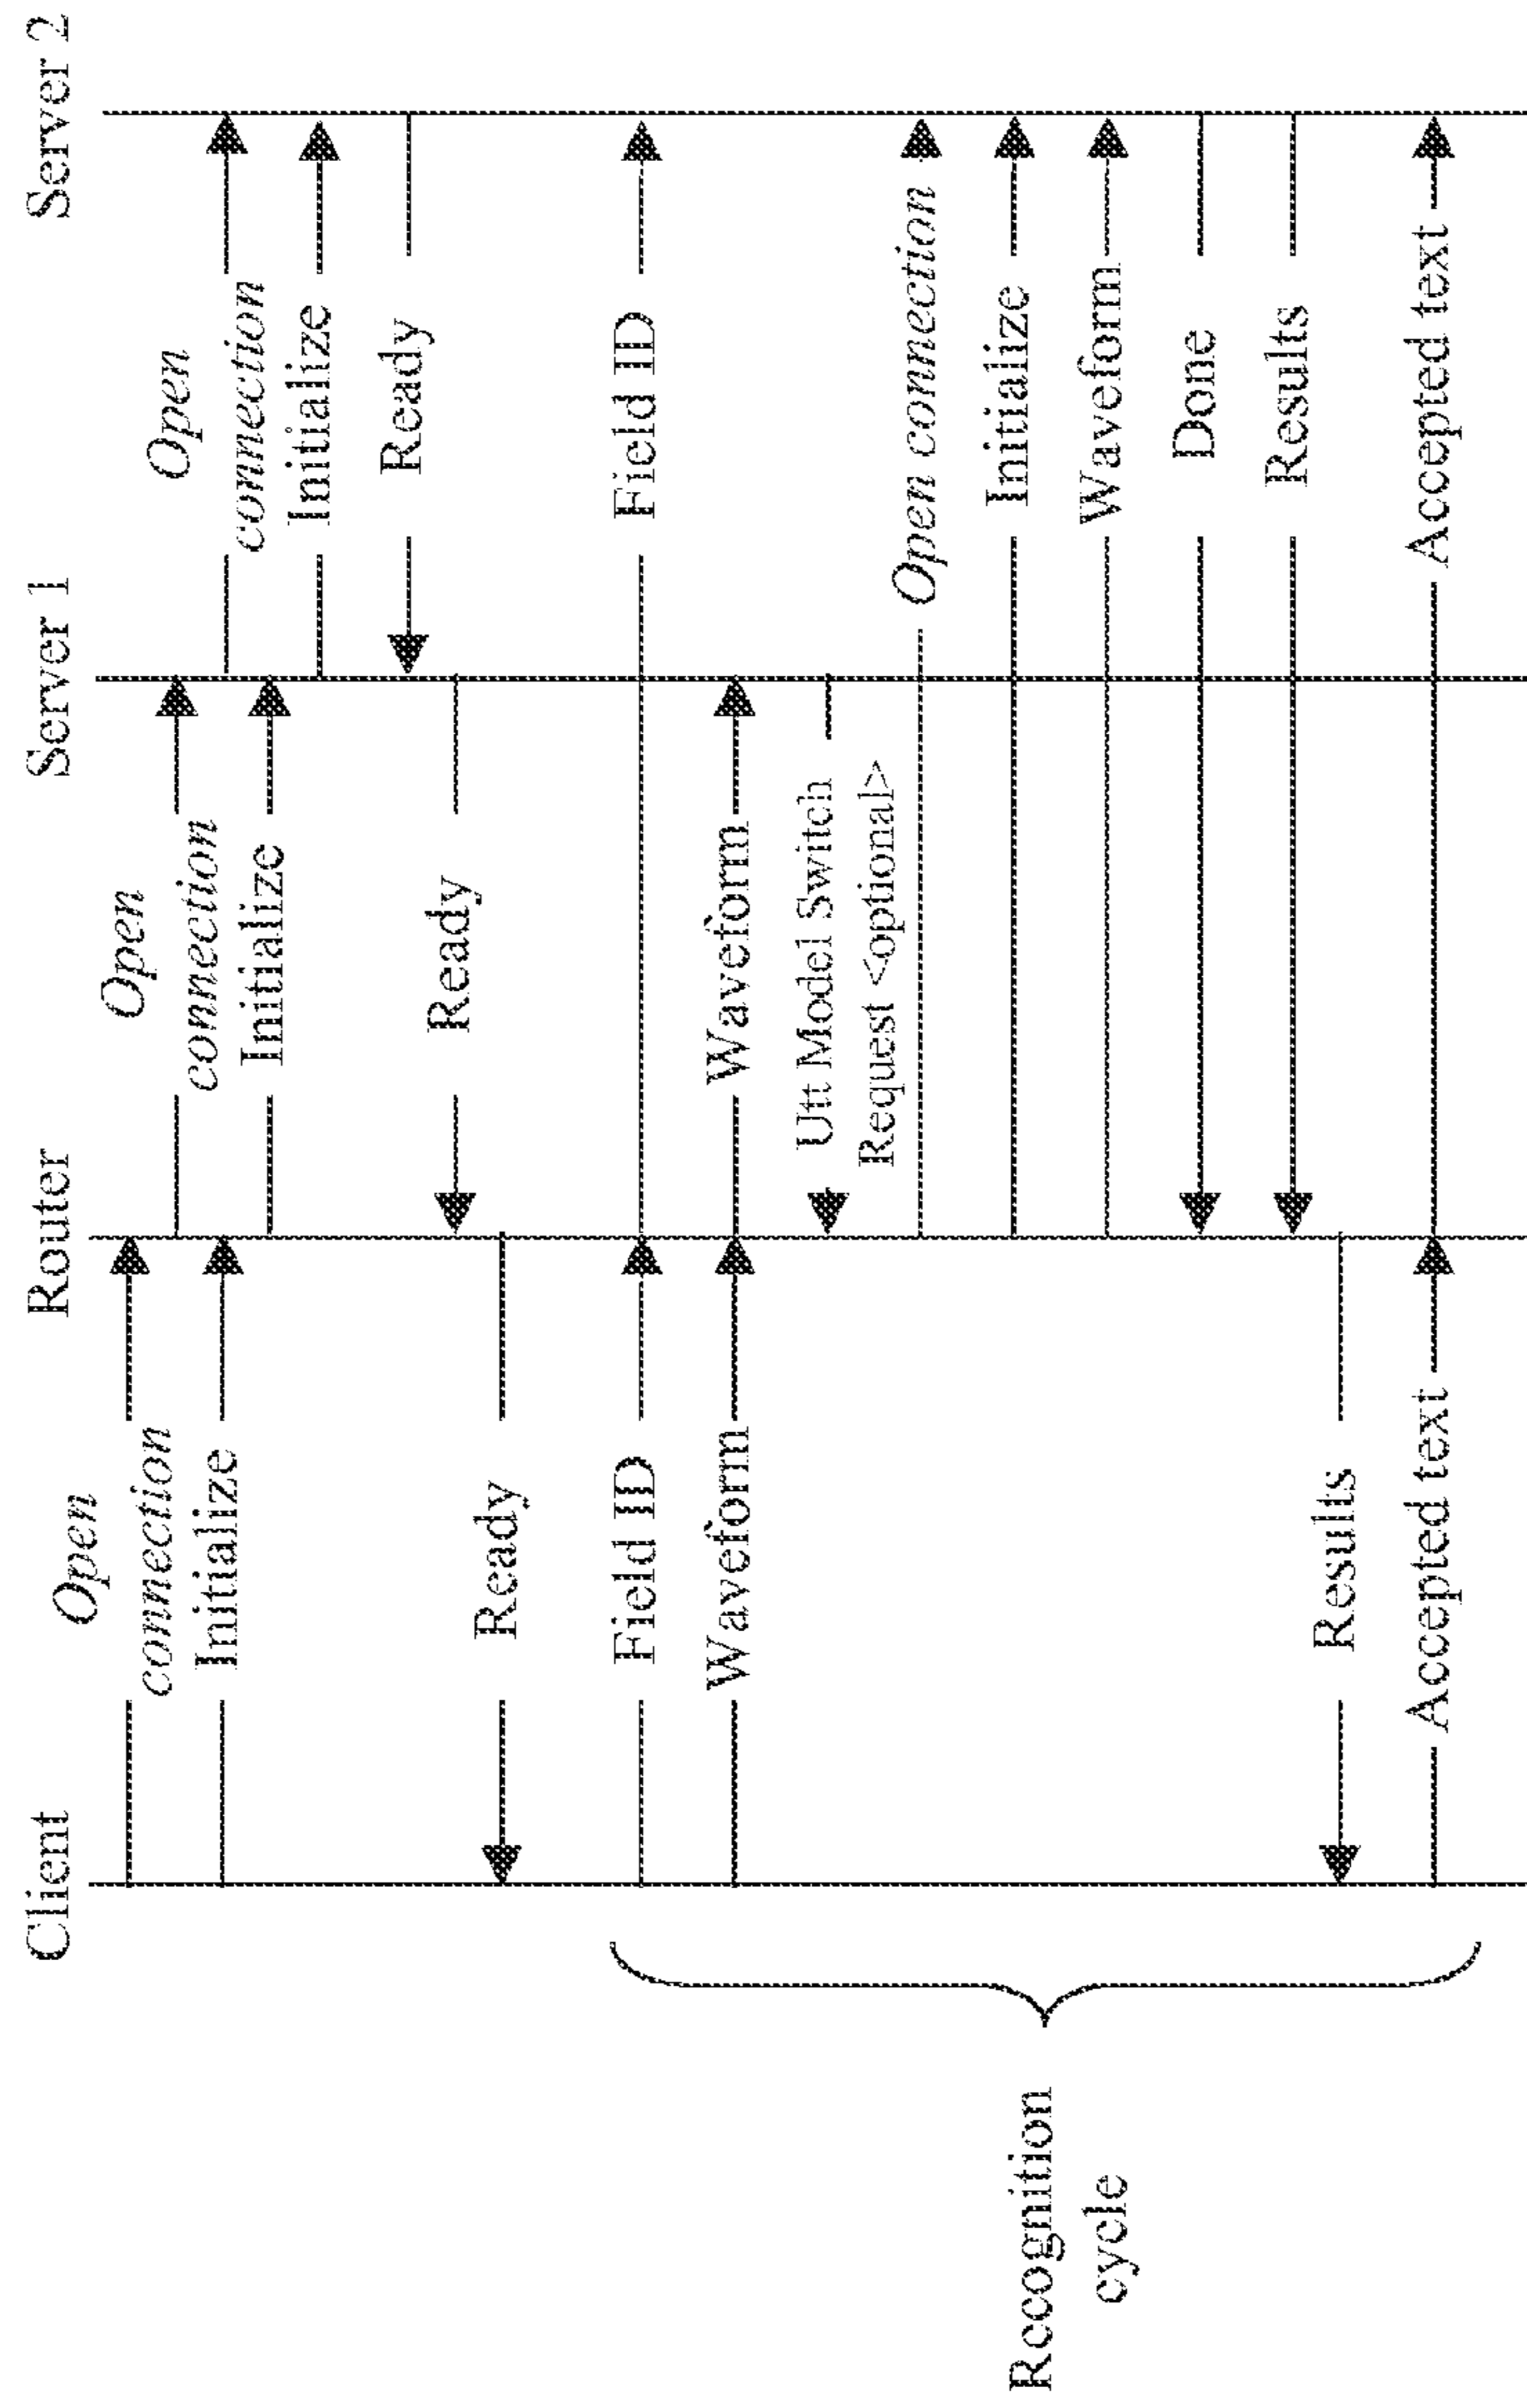 Client
Router
Server 1
Server 2
Open
connection
Open
connection
Open
connection
Initialize
Initialize
Initialize
Ready
Ready
Ready
Field ID
Field ID
Waveform
Waveform
Utt Model Switch
Request <optional>
Open connection
Initialize
Recognition
cycle
Waveform
Done
Results
Results
Accepted text
Accepted text